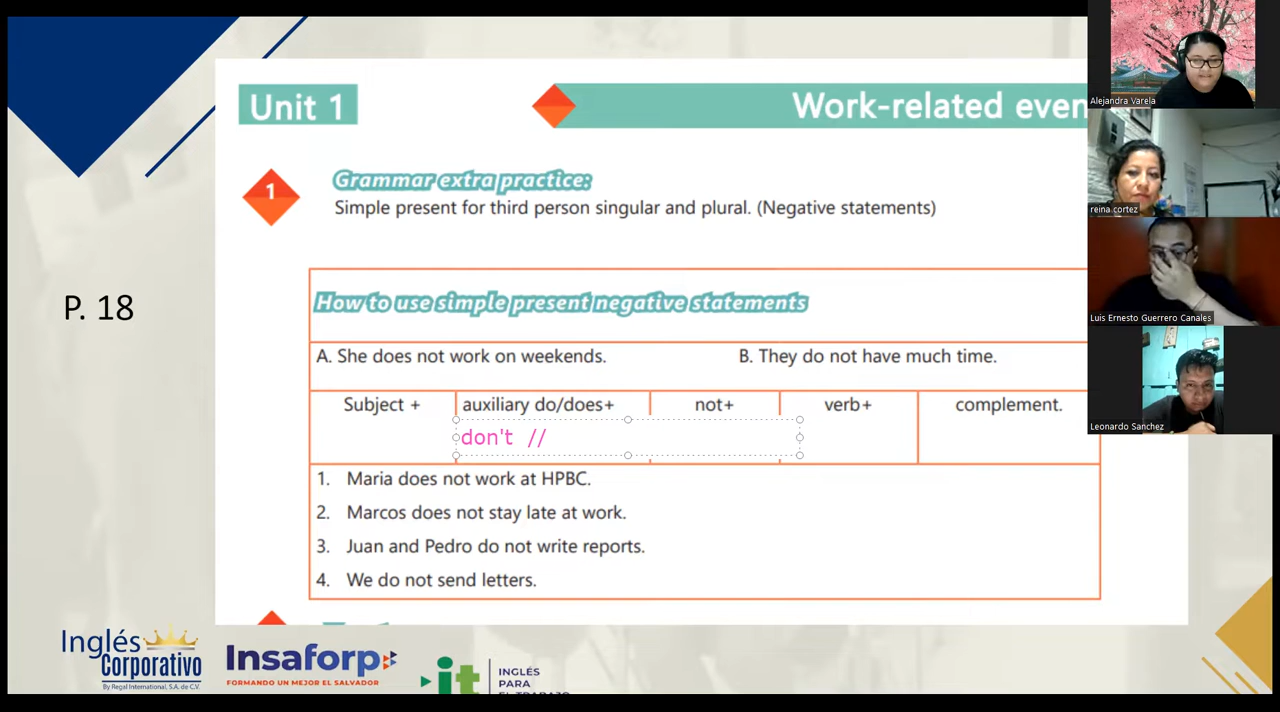 Unit 1
Work-related even
1
Grammar extra practice:
Simple present for third person singular and plural. (Negative statements)
P. 18
How to use simple present negative statements
A. She does not work on weekends. B. They do not have much time.
Subject + auxiliary do/does+ not+ verb+ complement.
don't //
1. Maria does not work at HPBC.
2. Marcos does not stay late at work.
3. Juan and Pedro do not write reports.
4. We do not send letters.
Inglés
Corporativo
By Regal International, S.A. de C.V.
Insaforp
FORMANDO UN MEJOR EL SALVADOR
it
INGLÉS
PARA
Alejandra Varela
reina cortez
Luis Ernesto Guerrero Canales
Leonardo Sanchez